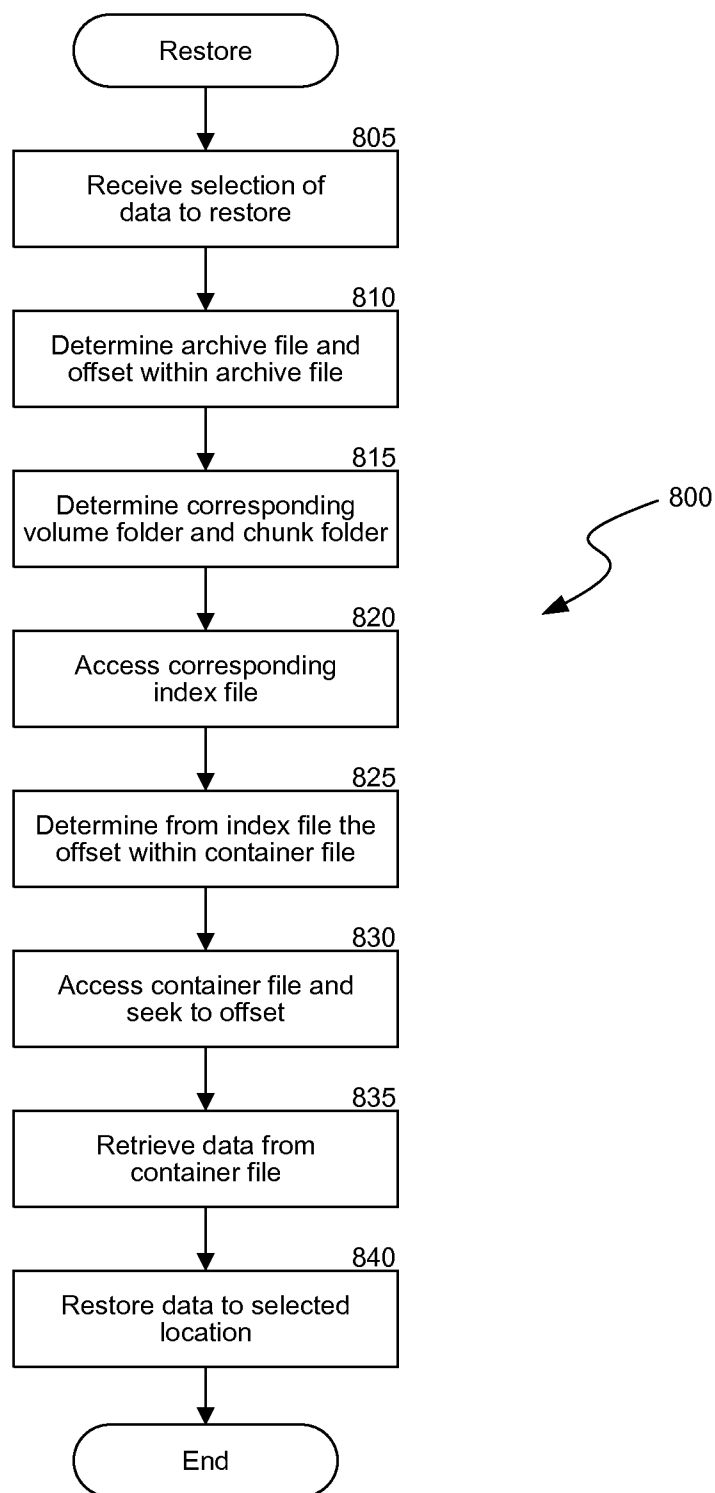 Restore
805
Receive selection of
data to restore
810
Determine archive file and
offset within archive file
815
Determine corresponding
volume folder and chunk folder
800
820
Access corresponding
index file
825
Determine from index file the
offset within container file
830
Access container file and
seek to offset
835
Retrieve data from
container file
840
Restore data to selected
location
End